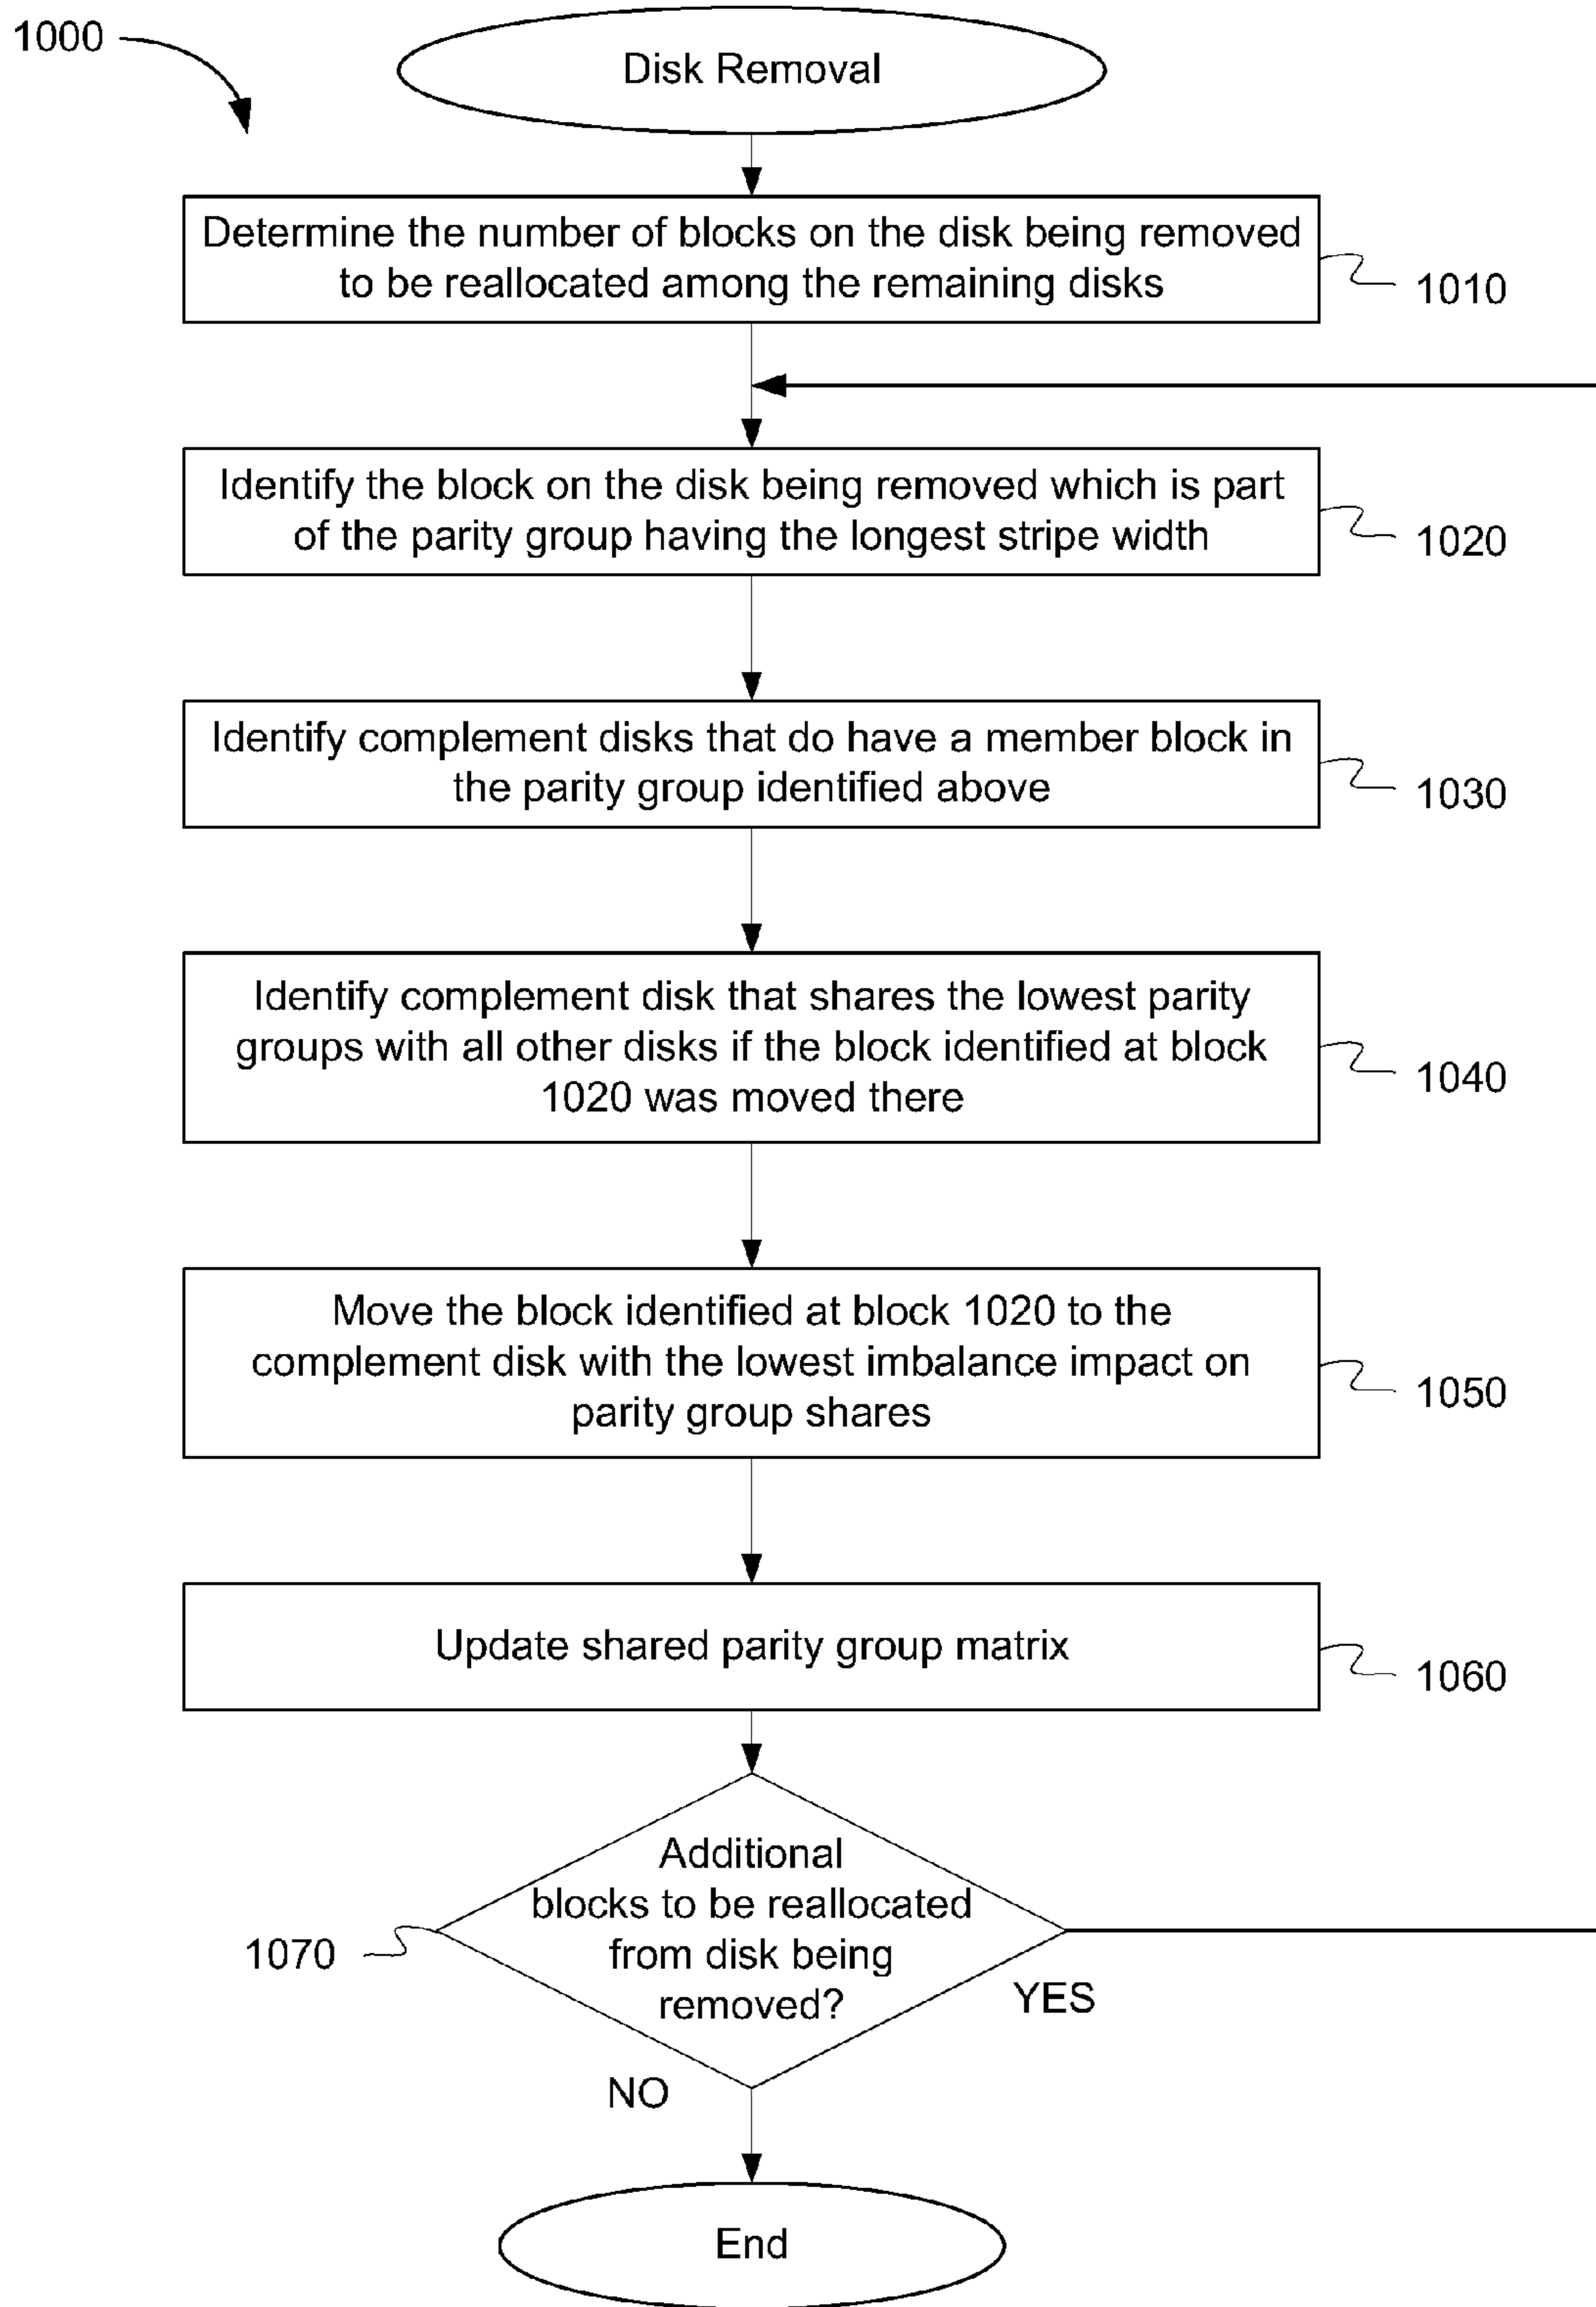 1000
Disk Removal
Determine the number of blocks on the disk being removed
to be reallocated among the remaining disks
1010
Identify the block on the disk being removed which is part
of the parity group having the longest stripe width
1020
Identify complement disks that do have a member block in
the parity group identified above
1030
Identify complement disk that shares the lowest parity
groups with all other disks if the block identified at block
1020 was moved there
1040
Move the block identified at block 1020 to the
complement disk with the lowest imbalance impact on
parity group shares
1050
Update shared parity group matrix
1060
Additional
blocks to be reallocated
from disk being
removed?
1070
YES
NO
End